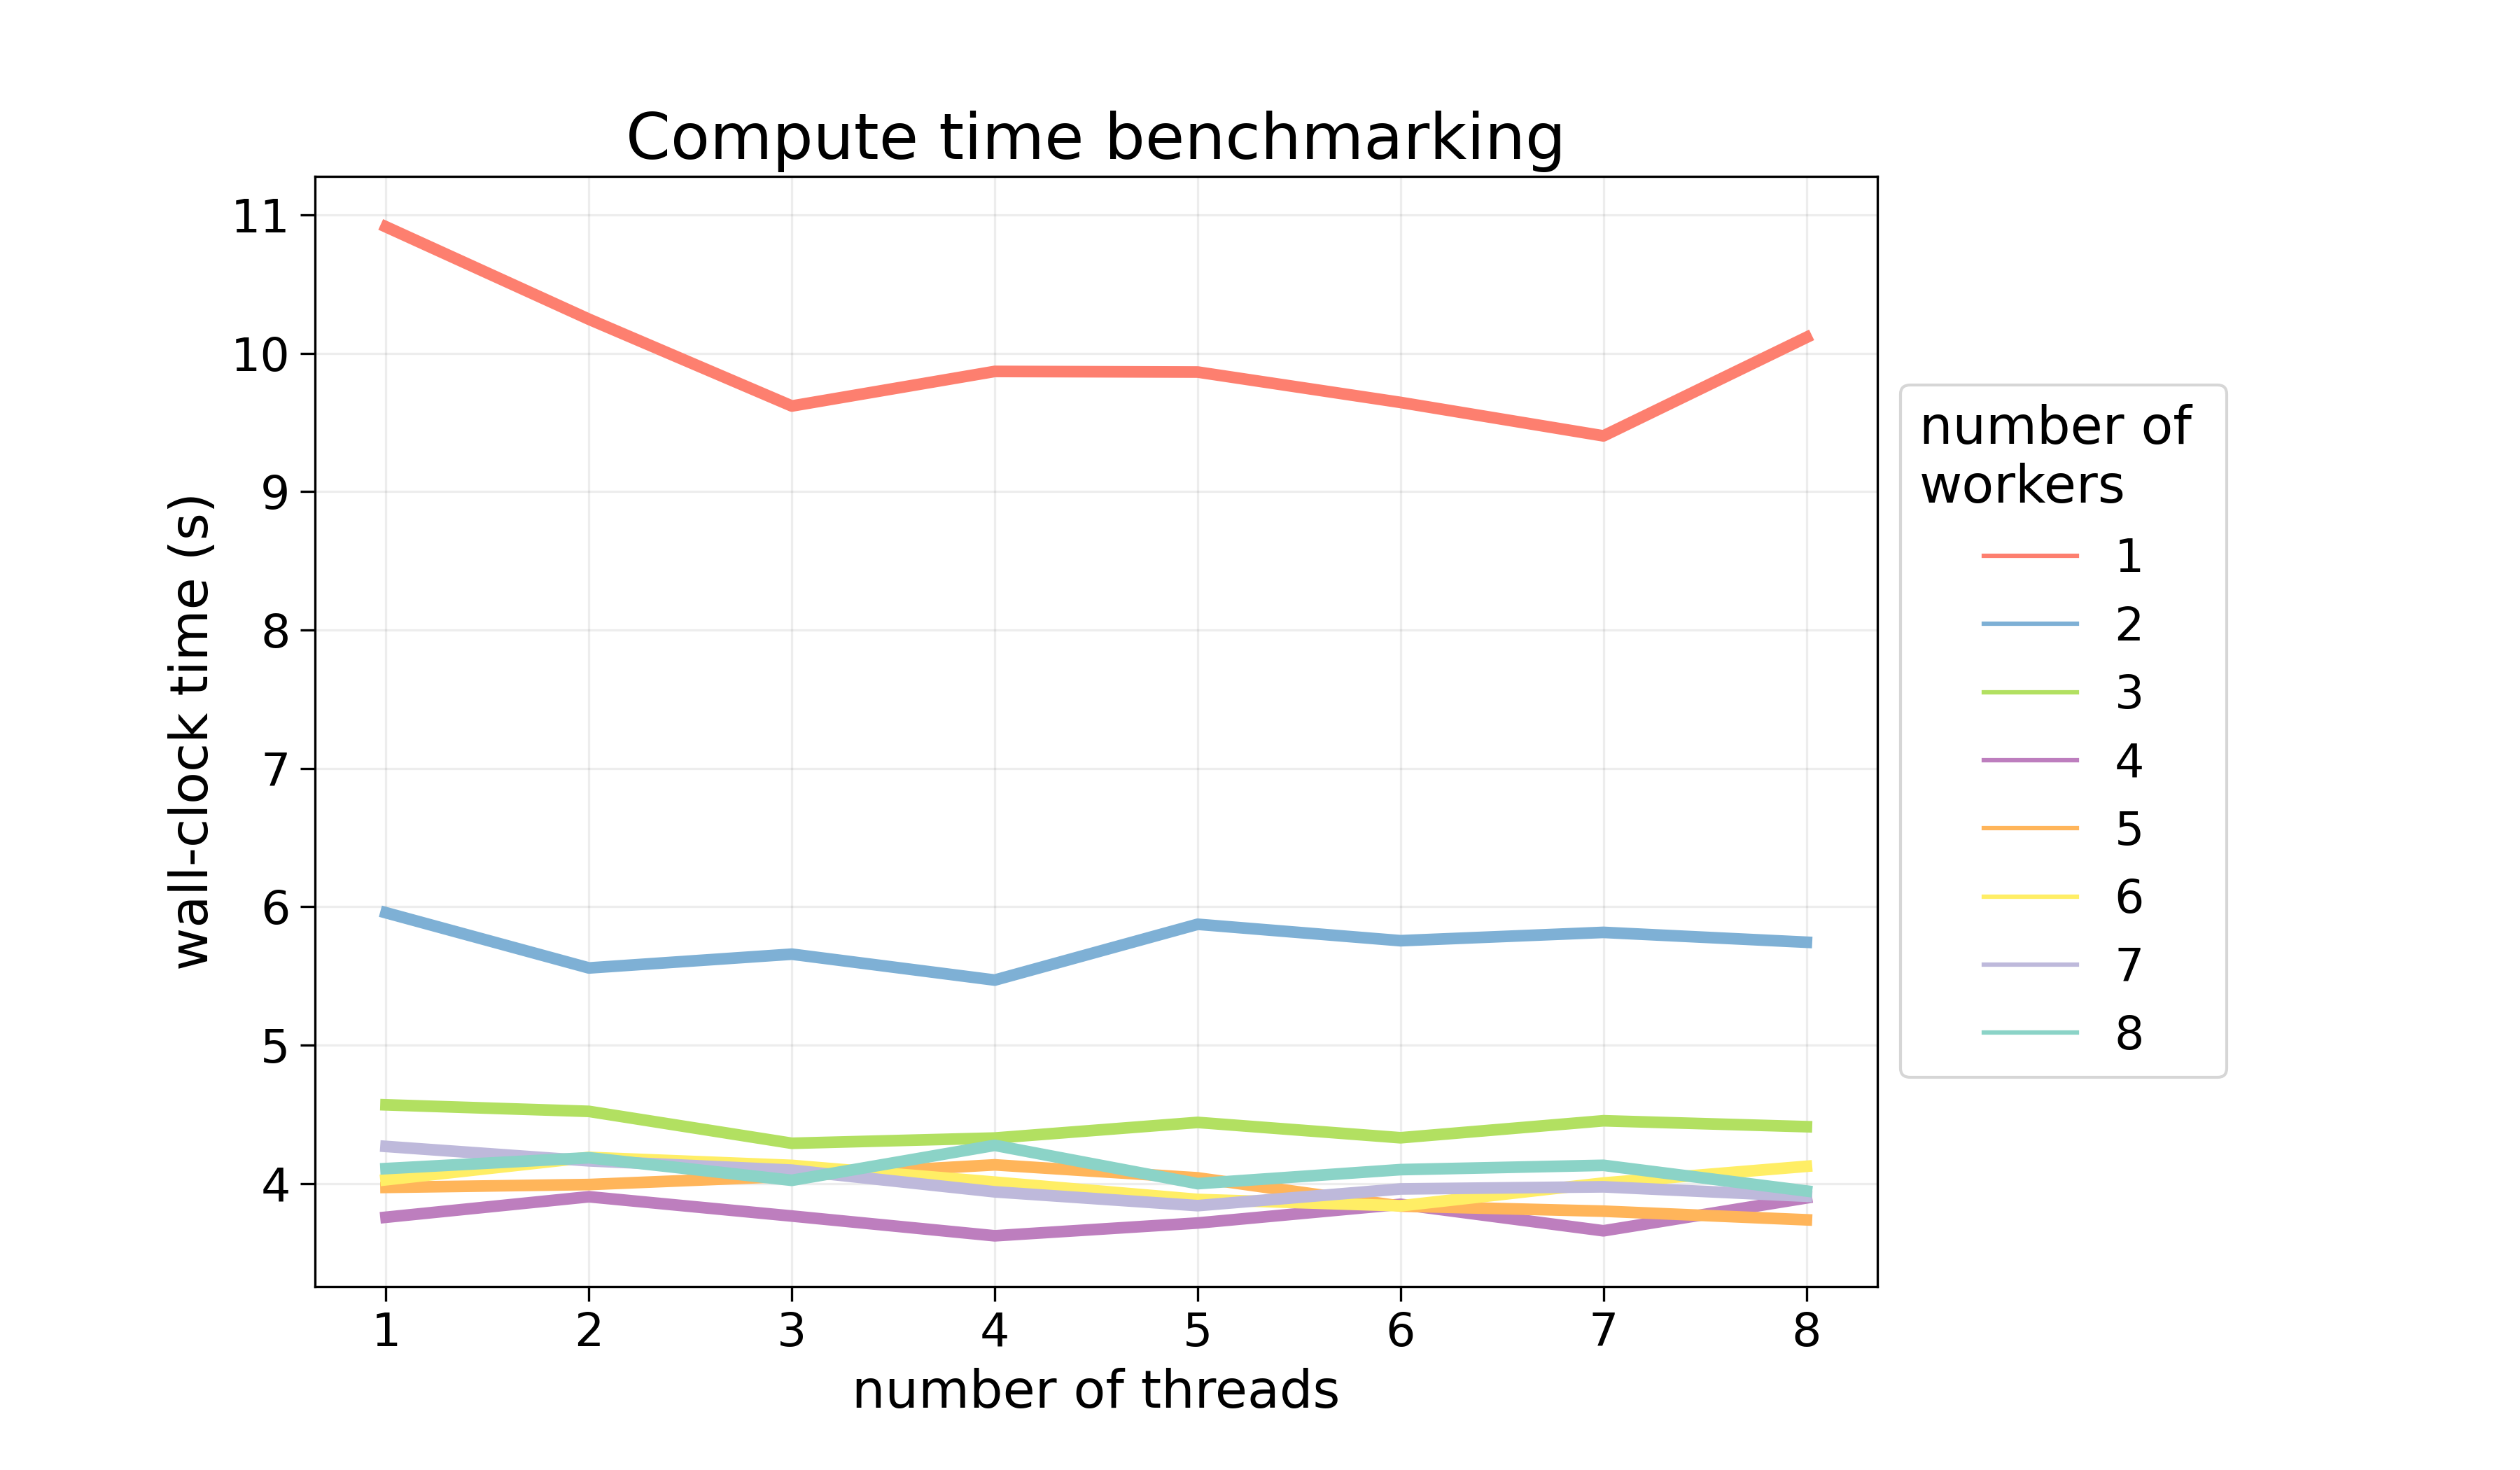 Compute time benchmarking
wall-clock time (s)
11
10
9
8
7
6
5
4
1 2 3 4 5 6 7 8
number of threads
number of
workers
1
2
3
4
5
6
7
8